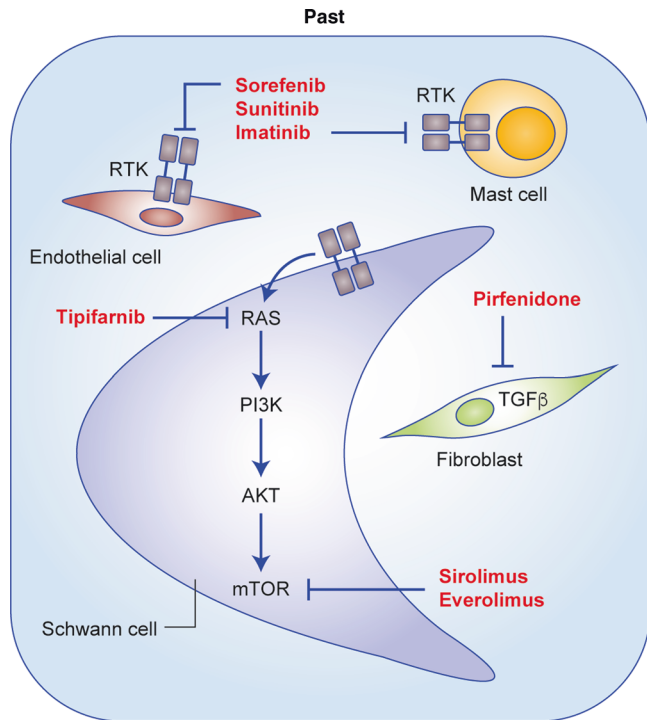 Past
Sorefenib
Sunitinib
Imatinib
RTK
Mast cell
RTK
Endothelial cell
Tipifarnib
RAS
Pirfenidone
PI3K
TGFβ
Fibroblast
AKT
mTOR
Sirolimus
Everolimus
Schwann cell